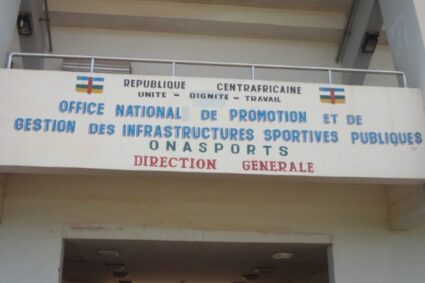 REPUBLIQUE CENTRAFRICAINE
UNITE - DIGNITE - TRAVAIL
OFFICE NATIONAL DE PROMOTION ET DE
GESTION DES INFRASTRUCTURES SPORTIVES PUBLIQUES
ONASPORTS
DIRECTION GENERALE